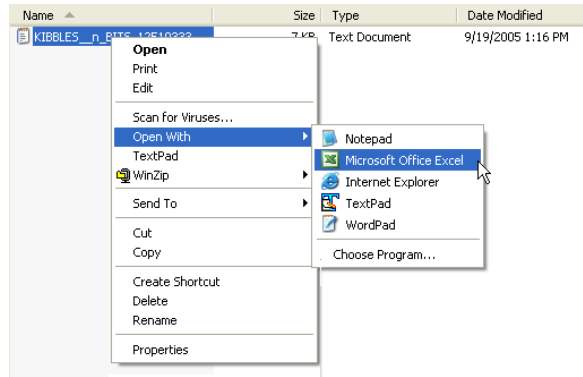 Name Size Type Date Modified
KIBBLES__n_BITS_12510333 7 KB Text Document 9/19/2005 1:16 PM
Open
Print
Edit
Scan for Viruses...
Open With
TextPad
WinZip
Send To
Cut
Copy
Create Shortcut
Delete
Rename
Properties
Notepad
Microsoft Office Excel
Internet Explorer
TextPad
WordPad
Choose Program...